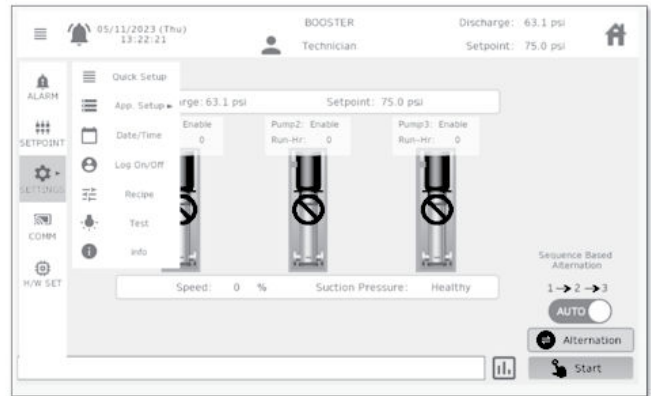 05/11/2023 (Thu)
13:22:21
BOOSTER
Technician
Discharge: 63.1 psi
Setpoint: 75.0 psi
ALARM
SETPOINT
SETTINGS
COMM
H/W SET
Quick Setup
App. Setup
Date/Time
Log On/Off
Recipe
Test
Info
rge: 63.1 psi Setpoint: 75.0 psi
Enable
0
Pump2: Enable
Run-Hr: 0
Pump3: Enable
Run-Hr: 0
Speed: 0 % Suction Pressure: Healthy
Sequence Based
Alternation
1 → 2 → 3
AUTO
Alternation
Start